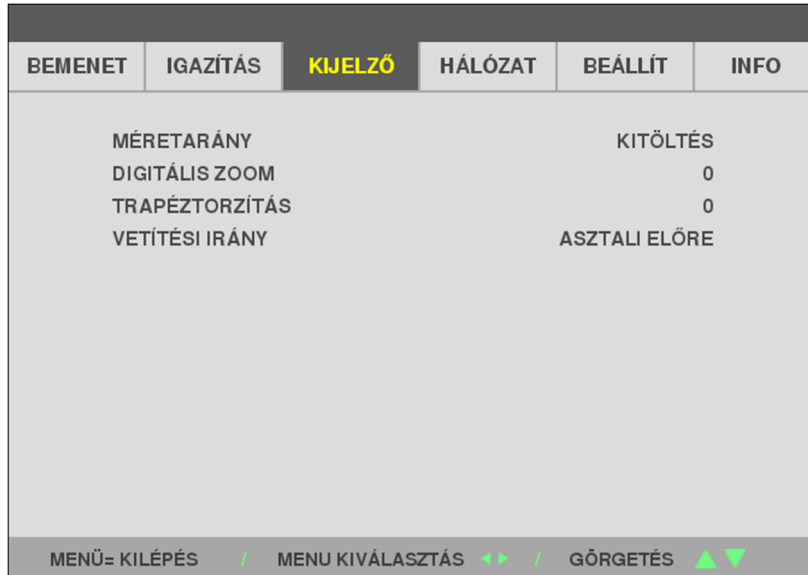 BEMENET IGAZÍTÁS KIJELZŐ HÁLÓZAT BEÁLLÍT INFO
MÉRETARÁNY KITÖLTÉS
DIGITÁLIS ZOOM 0
TRAPÉZTORZÍTÁS 0
VETÍTÉSI IRÁNY ASZTALI ELŐRE
MENÜ= KILÉPÉS / MENU KIVÁLASZTÁS ◄► / GÖRGETÉS ▲▼